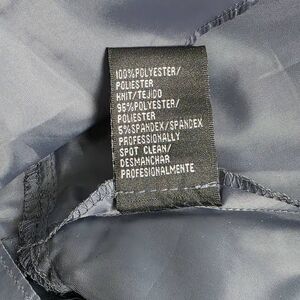 100%POLYESTER/
POLIESTER
KNIT/TEJIDO
95%POLYESTER/
POLIESTER
5%SPANDEX/SPANDEX
PROFESSIONALLY
SPOT CLEAN/
DESMANCHAR
PROFESIONALMENTE